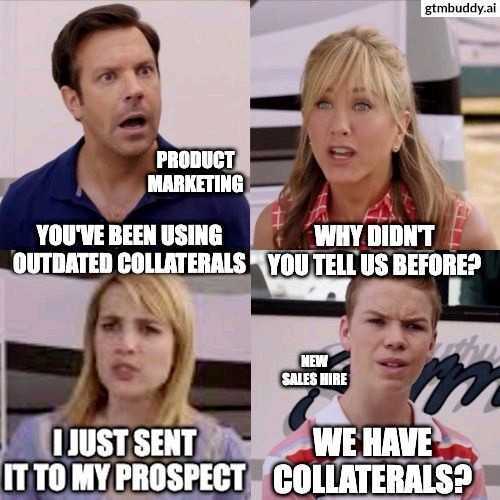 gtmbuddy.ai
PRODUCT
MARKETING
YOU'VE BEEN USING
OUTDATED COLLATERALS
WHY DIDN'T
YOU TELL US BEFORE?
I JUST SENT
IT TO MY PROSPECT
NEW
SALES HIRE
WE HAVE
COLLATERALS?